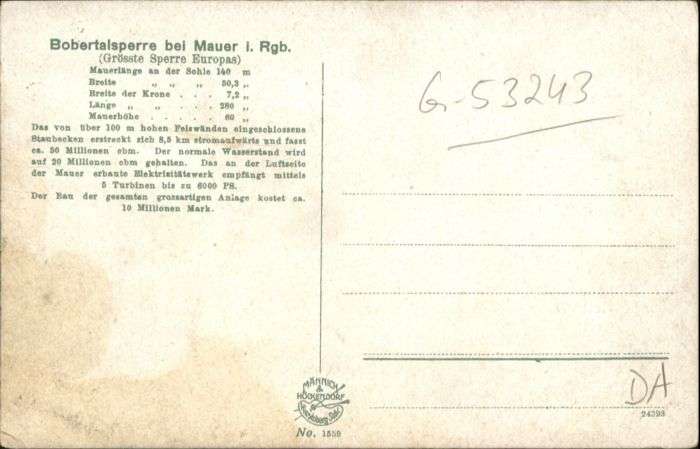 Bobertalsperre bei Mauer i. Rgb.
(Grösste Sperre Europas)
Mauerlänge an der Sohle 140 m
Breite „ „ „ 50,3 „
Breite der Krone . . . 7,2 „
Länge „ „ . . . 280 „
Mauerhöhe . . . . . 60 „
Das von über 100 m hohen Felswänden eingeschlossene
Staubecken erstreckt sich 8,5 km stromaufwärts und fasst
ca. 50 Millionen cbm. Der normale Wasserstand wird
auf 20 Millionen cbm gehalten. Das an der Luftseite
der Mauer erbaute Elektrizitätswerk empfängt mittels
5 Turbinen bis zu 6000 PS.
Der Bau der gesamten grossartigen Anlage kostet ca.
10 Millionen Mark.
G-53243
MÄNNICH
&
HÖCKENDORF
No. 1559
DA
24393